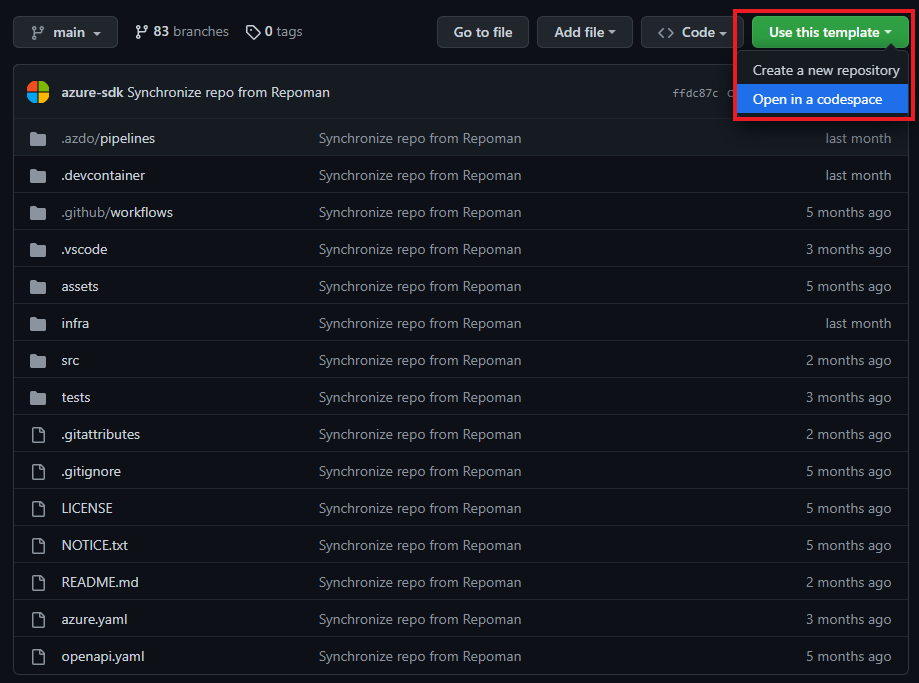 main 83 branches 0 tags Go to file Add file Code Use this template
Create a new repository
Open in a codespace
azure-sdk Synchronize repo from Repoman ffdc87c
.azdo/pipelines Synchronize repo from Repoman last month
.devcontainer Synchronize repo from Repoman last month
.github/workflows Synchronize repo from Repoman 5 months ago
.vscode Synchronize repo from Repoman 3 months ago
assets Synchronize repo from Repoman 5 months ago
infra Synchronize repo from Repoman last month
src Synchronize repo from Repoman 2 months ago
tests Synchronize repo from Repoman 3 months ago
.gitattributes Synchronize repo from Repoman 2 months ago
.gitignore Synchronize repo from Repoman 5 months ago
LICENSE Synchronize repo from Repoman 5 months ago
NOTICE.txt Synchronize repo from Repoman 5 months ago
README.md Synchronize repo from Repoman 2 months ago
azure.yaml Synchronize repo from Repoman 3 months ago
openapi.yaml Synchronize repo from Repoman 5 months ago